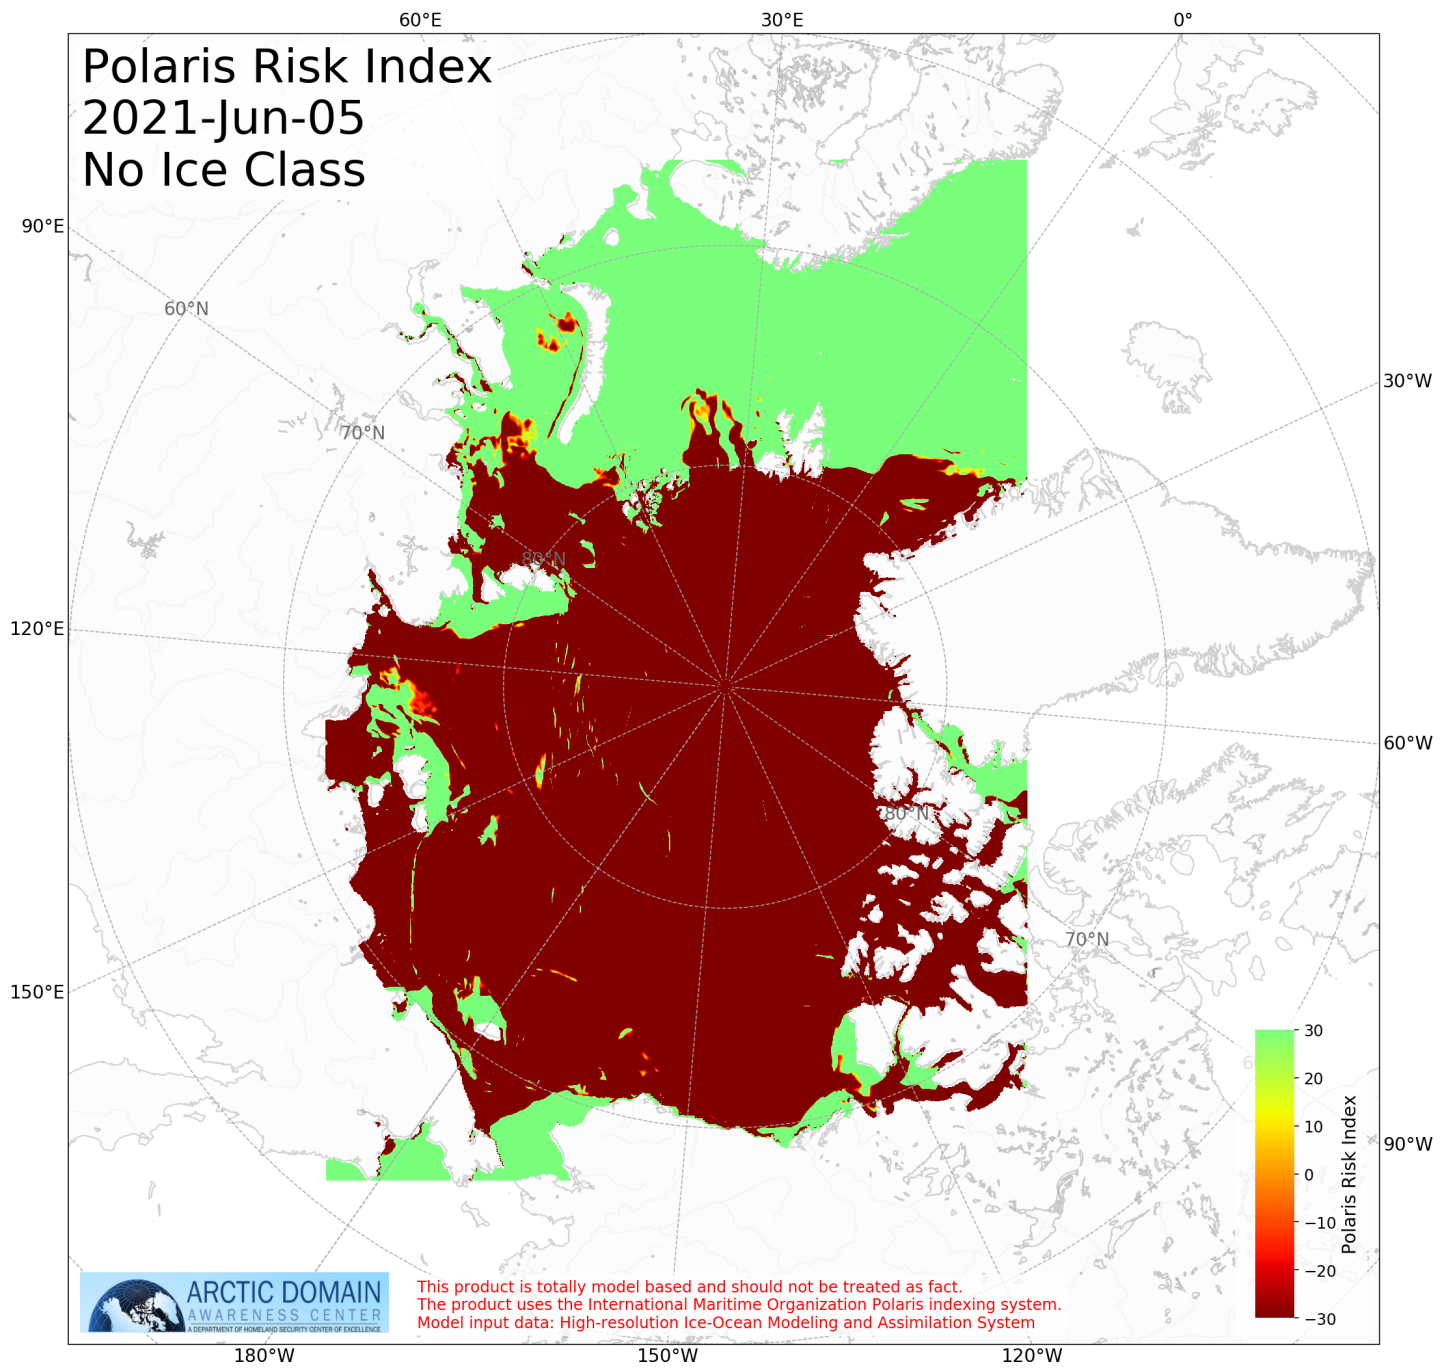 60°E
30°E
0°
Polaris Risk Index
2021-Jun-05
No Ice Class
90°E
60°N
30°W
70°N
80°N
120°E
60°W
80°N
70°N
150°E
30
20
10
0
−10
−20
−30
Polaris Risk Index
90°W
ARCTIC DOMAIN
AWARENESS CENTER
A DEPARTMENT OF HOMELAND SECURITY CENTER OF EXCELLENCE
This product is totally model based and should not be treated as fact.
The product uses the International Maritime Organization Polaris indexing system.
Model input data: High-resolution Ice-Ocean Modeling and Assimilation System
180°W
150°W
120°W